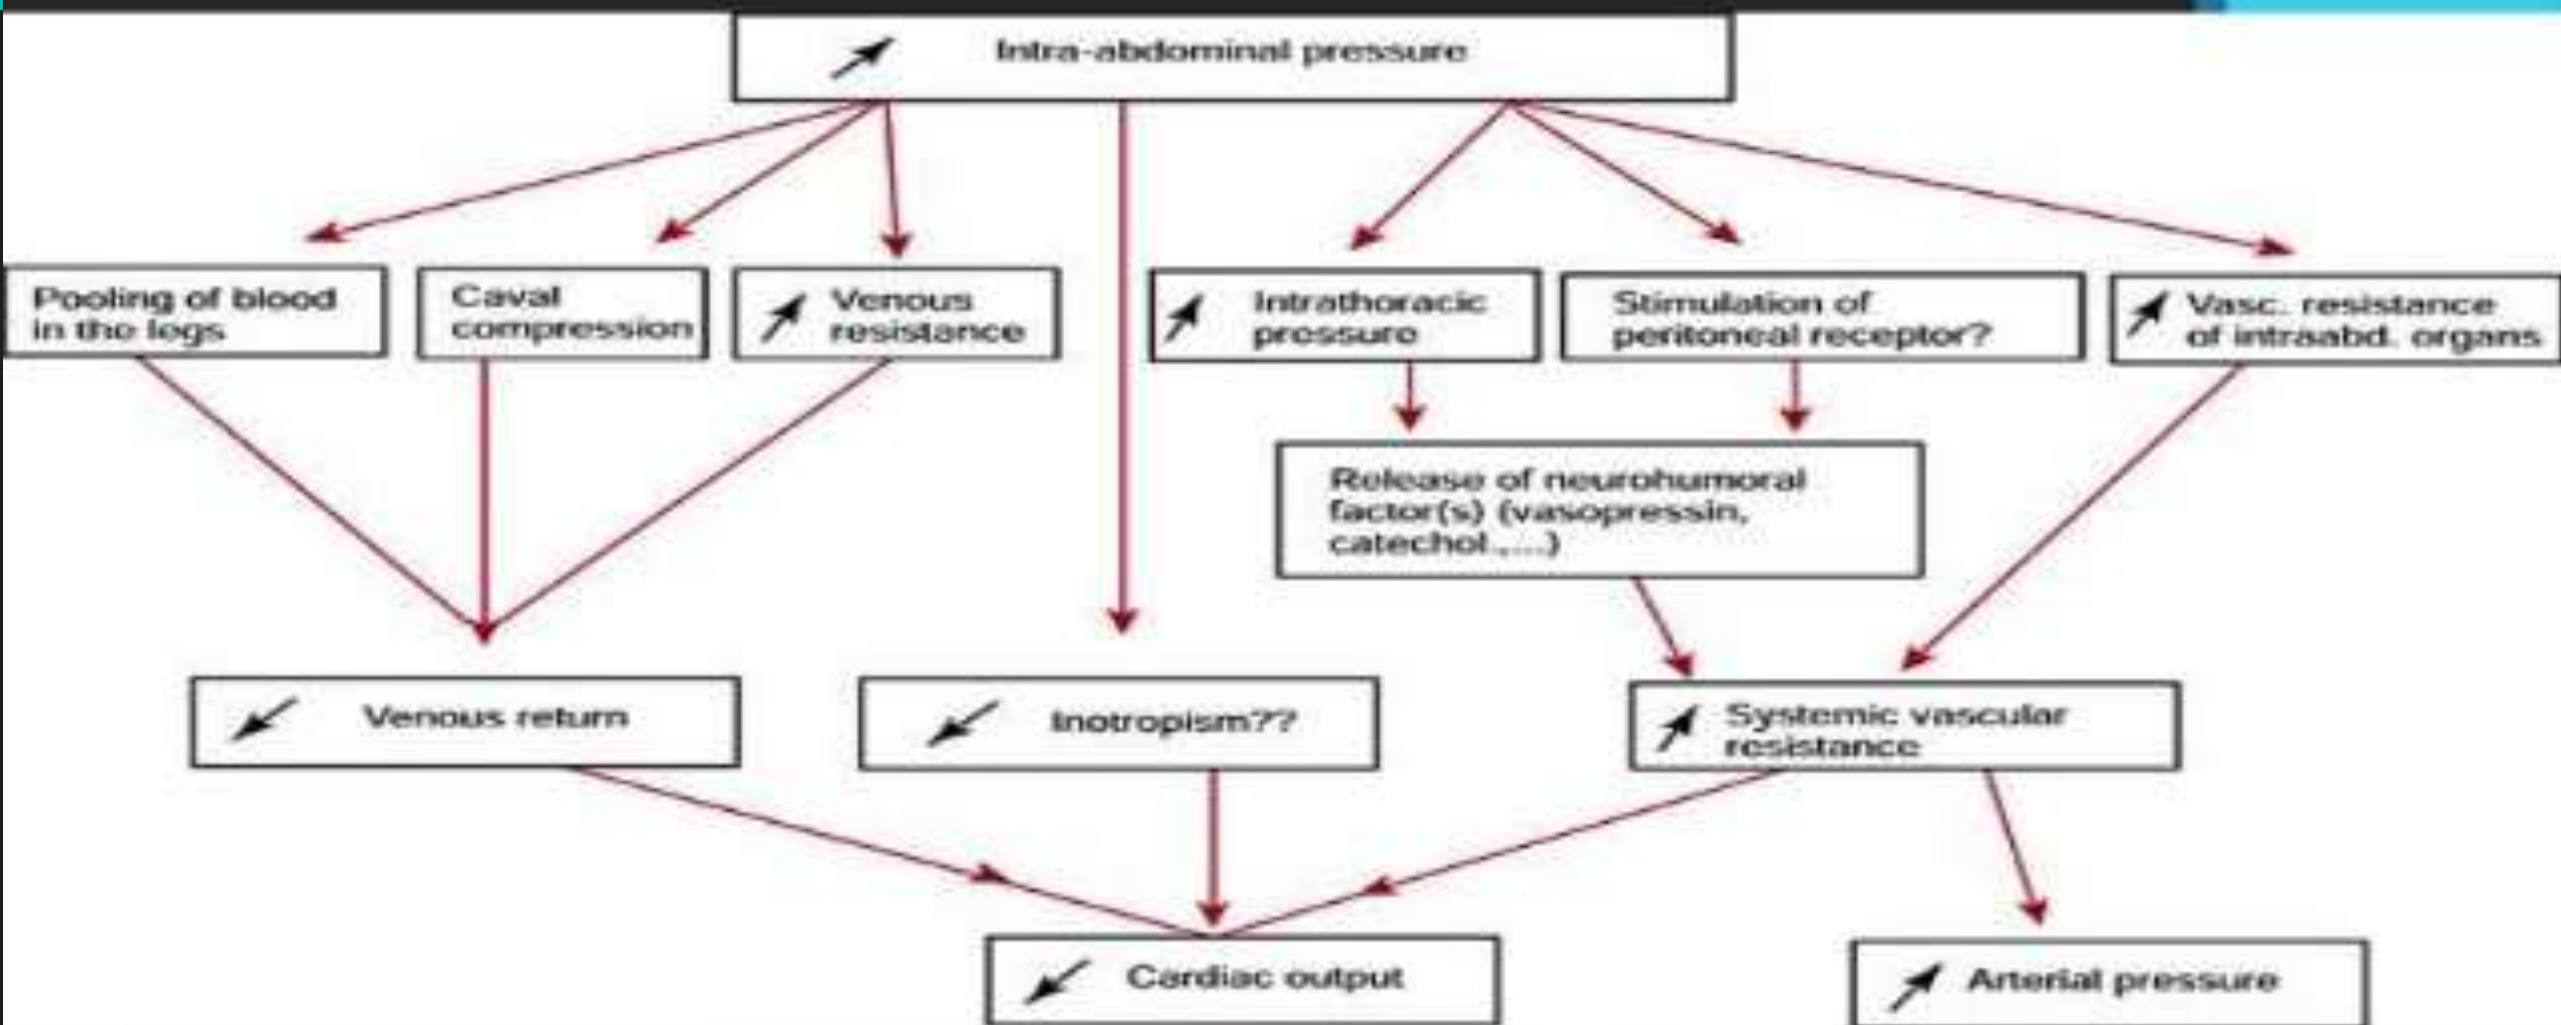 Intra-abdominal pressure
Pooling of blood
in the legs
Caval
compression
Venous
resistance
Intrathoracic
pressure
Stimulation of
peritoneal receptor?
Vasc. resistance
of intraabd. organs
Release of neurohumoral
factor(s) (vasopressin,
catechol.,...)
Venous return
Inotropism??
Systemic vascular
resistance
Cardiac output
Arterial pressure